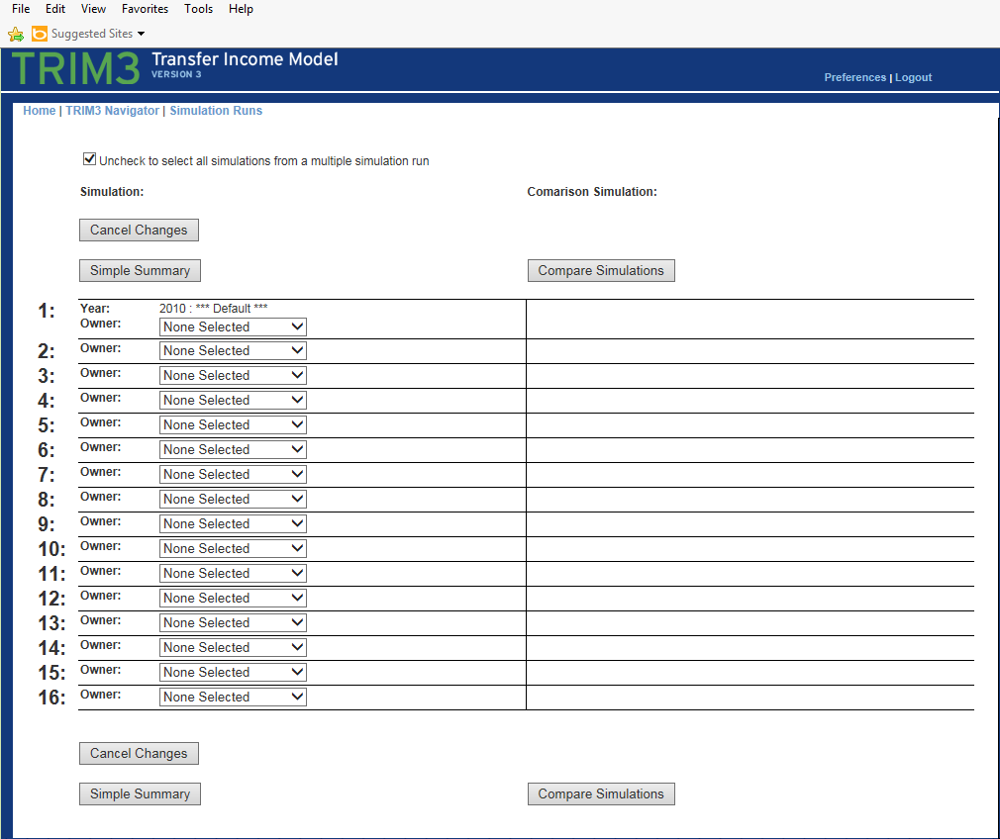 File Edit View Favorites Tools Help
Suggested Sites
TRIM3 Transfer Income Model
VERSION 3
Preferences | Logout
Home | TRIM3 Navigator | Simulation Runs
Uncheck to select all simulations from a multiple simulation run
Simulation: Comarison Simulation:
Cancel Changes
Simple Summary Compare Simulations
1: Year: 2010 : *** Default ***
Owner: None Selected
2: Owner: None Selected
3: Owner: None Selected
4: Owner: None Selected
5: Owner: None Selected
6: Owner: None Selected
7: Owner: None Selected
8: Owner: None Selected
9: Owner: None Selected
10: Owner: None Selected
11: Owner: None Selected
12: Owner: None Selected
13: Owner: None Selected
14: Owner: None Selected
15: Owner: None Selected
16: Owner: None Selected
Cancel Changes
Simple Summary Compare Simulations